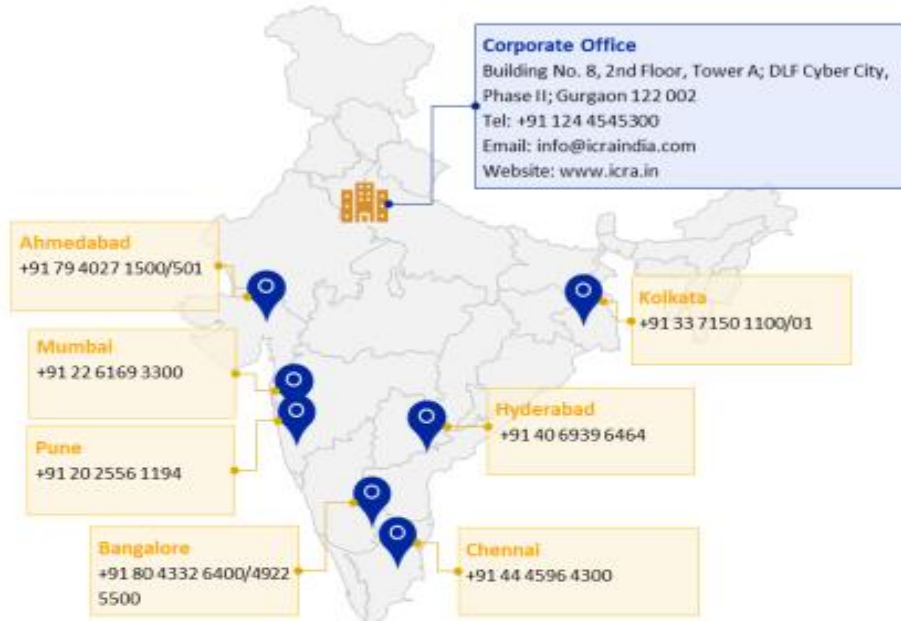 Corporate Office
Building No. 8, 2nd Floor, Tower A; DLF Cyber City,
Phase II; Gurgaon 122 002
Tel: +91 124 4545300
Email: info@icraindia.com
Website: www.icra.in
Ahmedabad
+91 79 4027 1500/501
Kolkata
+91 33 7150 1100/01
Mumbai
+91 22 6169 3300
Hyderabad
+91 40 6939 6464
Pune
+91 20 2556 1194
Bangalore
+91 80 4332 6400/4922
5500
Chennai
+91 44 4596 4300